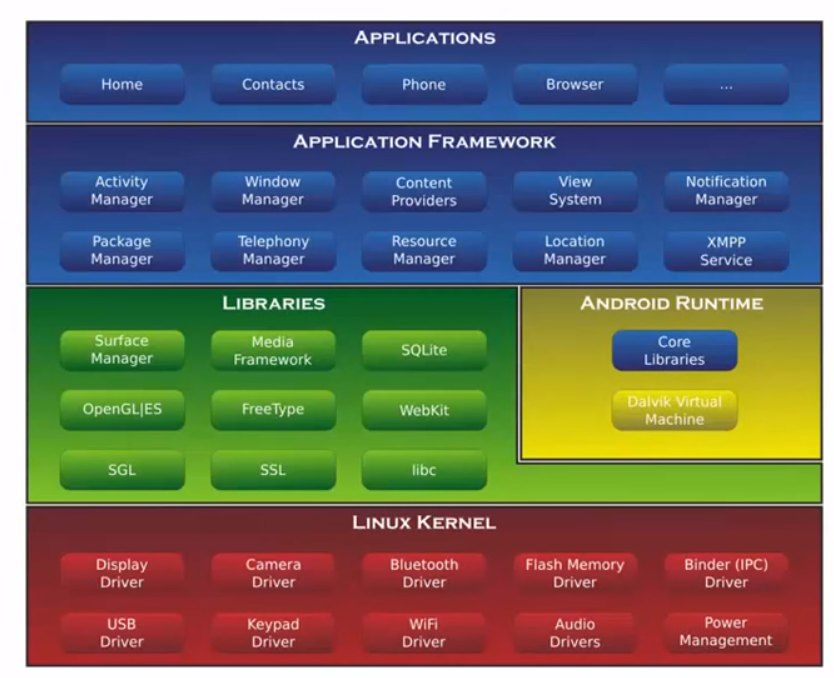 APPLICATIONS
Home
Contacts
Phone
Browser
...
APPLICATION FRAMEWORK
Activity
Manager
Window
Manager
Content
Providers
View
System
Notification
Manager
Package
Manager
Telephony
Manager
Resource
Manager
Location
Manager
XMPP
Service
LIBRARIES
Surface
Manager
Media
Framework
SQLite
OpenGL|ES
FreeType
WebKit
SGL
SSL
libc
ANDROID RUNTIME
Core
Libraries
Dalvik Virtual
Machine
LINUX KERNEL
Display
Driver
Camera
Driver
Bluetooth
Driver
Flash Memory
Driver
Binder (IPC)
Driver
USB
Driver
Keypad
Driver
WiFi
Driver
Audio
Drivers
Power
Management